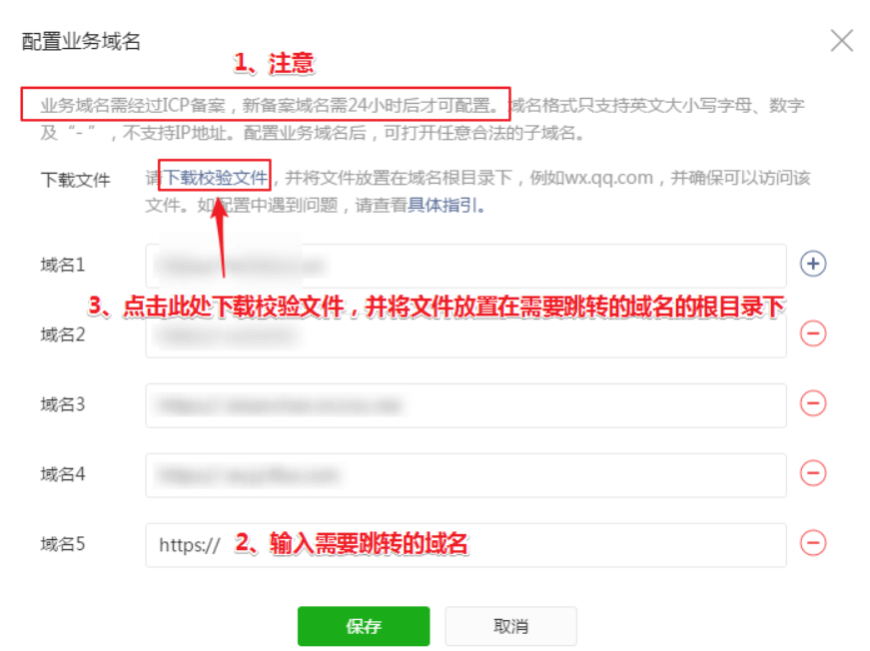 配置业务域名
1、注意
业务域名需经过ICP备案，新备案域名需24小时后才可配置。域名格式只支持英文大小写字母、数字
及“-”，不支持IP地址。配置业务域名后，可打开任意合法的子域名。
下载文件
请下载校验文件，并将文件放置在域名根目录下，例如wx.qq.com，并确保可以访问该
文件。如配置中遇到问题，请查看具体指引。
域名1
3、点击此处下载校验文件，并将文件放置在需要跳转的域名的根目录下
域名2
域名3
域名4
域名5
https:// 2、输入需要跳转的域名
保存
取消